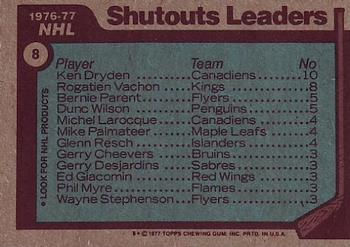 1976-77
NHL
Shutouts Leaders
8
Player Team No
Ken Dryden Canadiens 10
Rogatien Vachon Kings 8
Bernie Parent Flyers 5
Dunc Wilson Penguins 5
Michel Larocque Canadiens 4
Mike Palmateer Maple Leafs 4
Glenn Resch Islanders 4
Gerry Cheevers Bruins 3
Gerry Desjardins Sabres 3
Ed Giacomin Red Wings 3
Phil Myre Flames 3
Wayne Stephenson Flyers 3
• LOOK FOR NHL PRODUCTS
8 • © 1977 TOPPS CHEWING GUM, INC. PRTD. IN U.S.A.